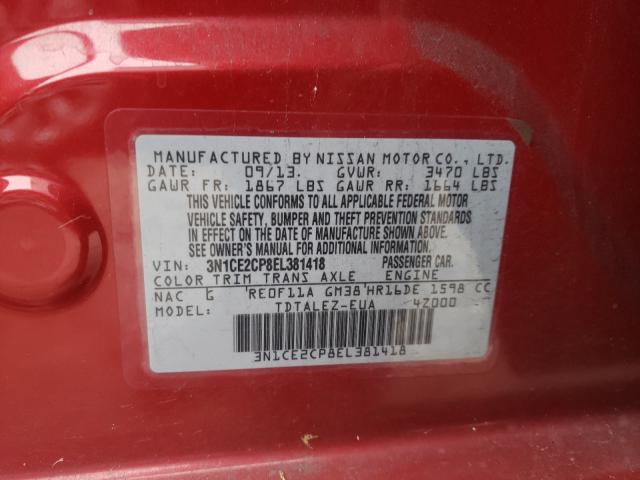 MANUFACTURED BY NISSAN MOTOR CO., LTD.
DATE: 09/13. GVWR: 3470 LBS
GAWR FR: 1867 LBS GAWR RR: 1664 LBS
THIS VEHICLE CONFORMS TO ALL APPLICABLE FEDERAL MOTOR
VEHICLE SAFETY, BUMPER AND THEFT PREVENTION STANDARDS
IN EFFECT ON THE DATE OF MANUFACTURE SHOWN ABOVE.
SEE OWNER'S MANUAL FOR ADDITIONAL INFORMATION.
VIN: 3N1CE2CP8EL381418 PASSENGER CAR.
COLOR TRIM TRANS AXLE ENGINE
NAC G RE0F11A GM38 HR16DE 1598 CC
MODEL: TDTALEZ-EUA 4Z000
3N1CE2CP8EL381418